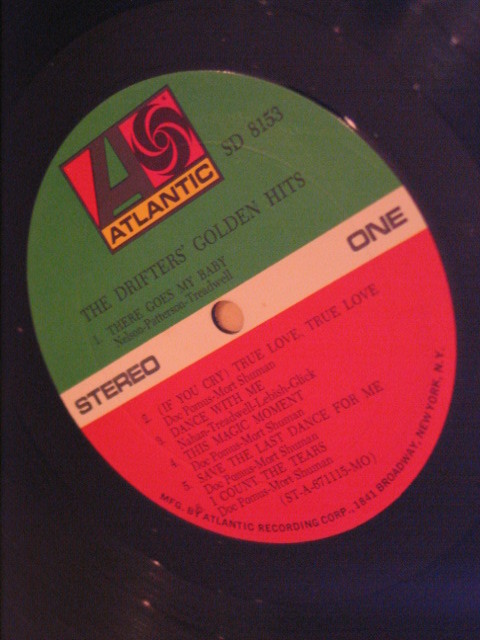 ATLANTIC
SD 8153
THE DRIFTERS' GOLDEN HITS
1. THERE GOES MY BABY
Nelson-Patterson-Treadwell
STEREO
ONE
2. (IF YOU CRY) TRUE LOVE, TRUE LOVE
Doc Pomus-Mort Shuman
3. DANCE WITH ME
Nahan-Treadwell-Lebish-Glick
4. THIS MAGIC MOMENT
Doc Pomus-Mort Shuman
5. SAVE THE LAST DANCE FOR ME
Doc Pomus-Mort Shuman
I COUNT THE TEARS
Doc Pomus-Mort Shuman
(ST-A-671115-MO)
MFG. BY ATLANTIC RECORDING CORP., 1841 BROADWAY, NEW YORK, N.Y.